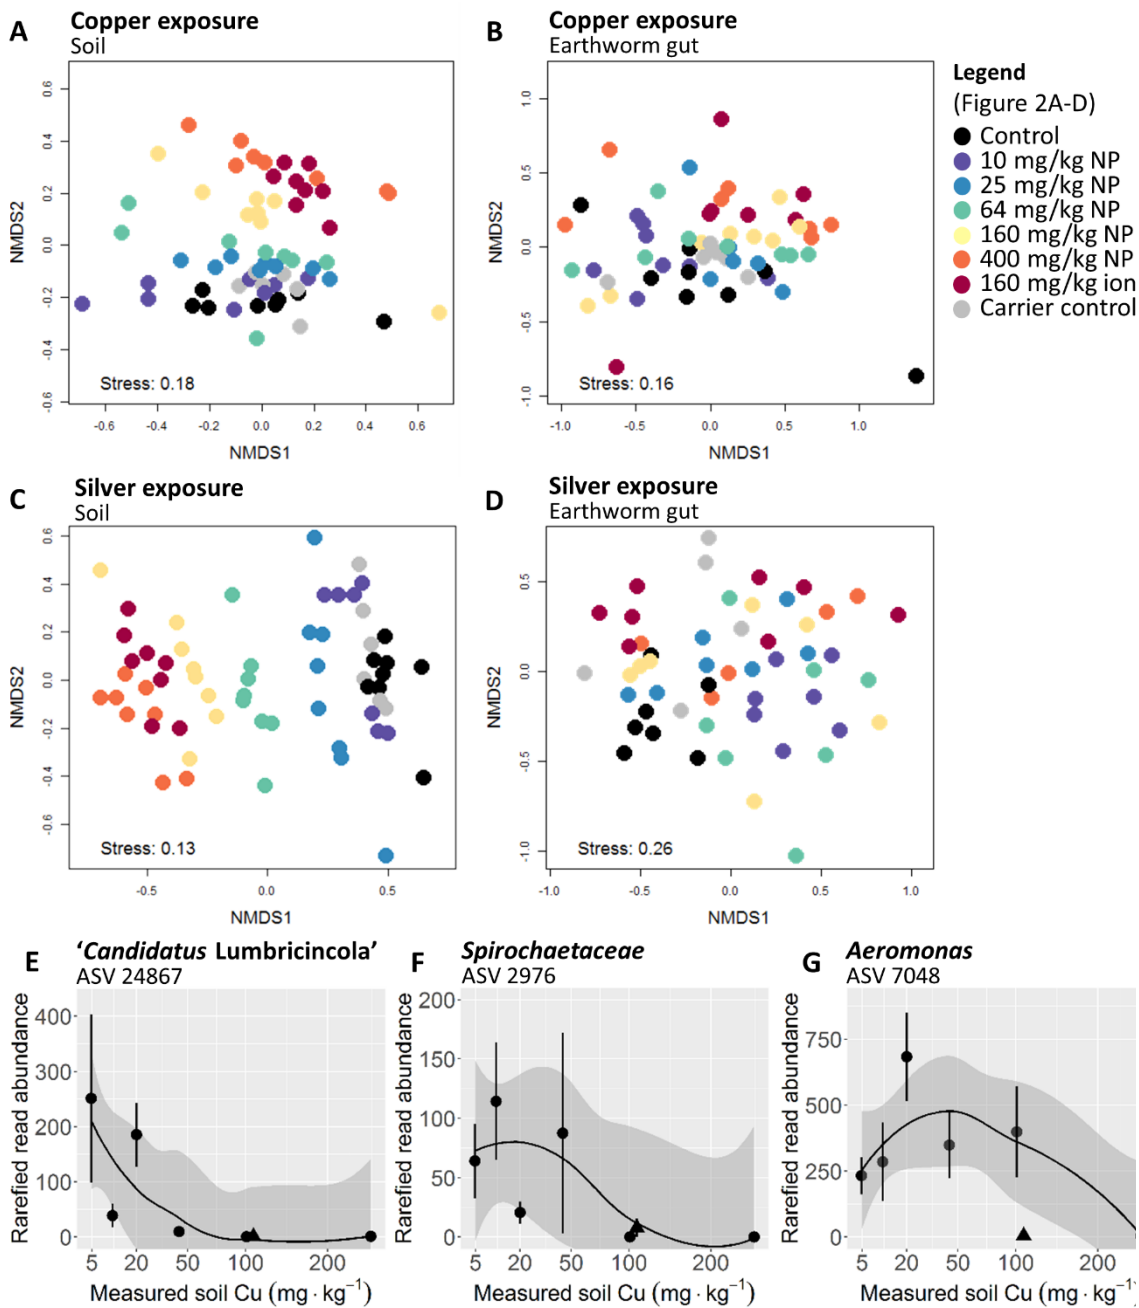 A
Copper exposure
Soil
0.6
0.4
0.2
0.0
-0.2
-0.4
-0.6
NMDS2
Stress: 0.18
-0.6 -0.4 -0.2 0.0 0.2 0.4 0.6
NMDS1
B
Copper exposure
Earthworm gut
1.0
0.5
0.0
-0.5
-1.0
NMDS2
Stress: 0.16
-1.0 -0.5 0.0 0.5 1.0
NMDS1
Legend
(Figure 2A-D)
Control
10 mg/kg NP
25 mg/kg NP
64 mg/kg NP
160 mg/kg NP
400 mg/kg NP
160 mg/kg ion
Carrier control
C
Silver exposure
Soil
0.6
0.4
0.2
0.0
-0.2
-0.4
-0.6
NMDS2
Stress: 0.13
-0.5 0.0 0.5
NMDS1
D
Silver exposure
Earthworm gut
0.5
0.0
-0.5
-1.0
NMDS2
Stress: 0.26
-1.0 -0.5 0.0 0.5 1.0
NMDS1
E
‘Candidatus Lumbricincola’
ASV 24867
400
300
200
100
0
Rarefied read abundance
5 20 50 100 200
Measured soil Cu (mg · kg⁻¹)
F
Spirochaetaceae
ASV 2976
200
150
100
50
0
Rarefied read abundance
5 20 50 100 200
Measured soil Cu (mg · kg⁻¹)
G
Aeromonas
ASV 7048
750
500
250
0
Rarefied read abundance
5 20 50 100 200
Measured soil Cu (mg · kg⁻¹)